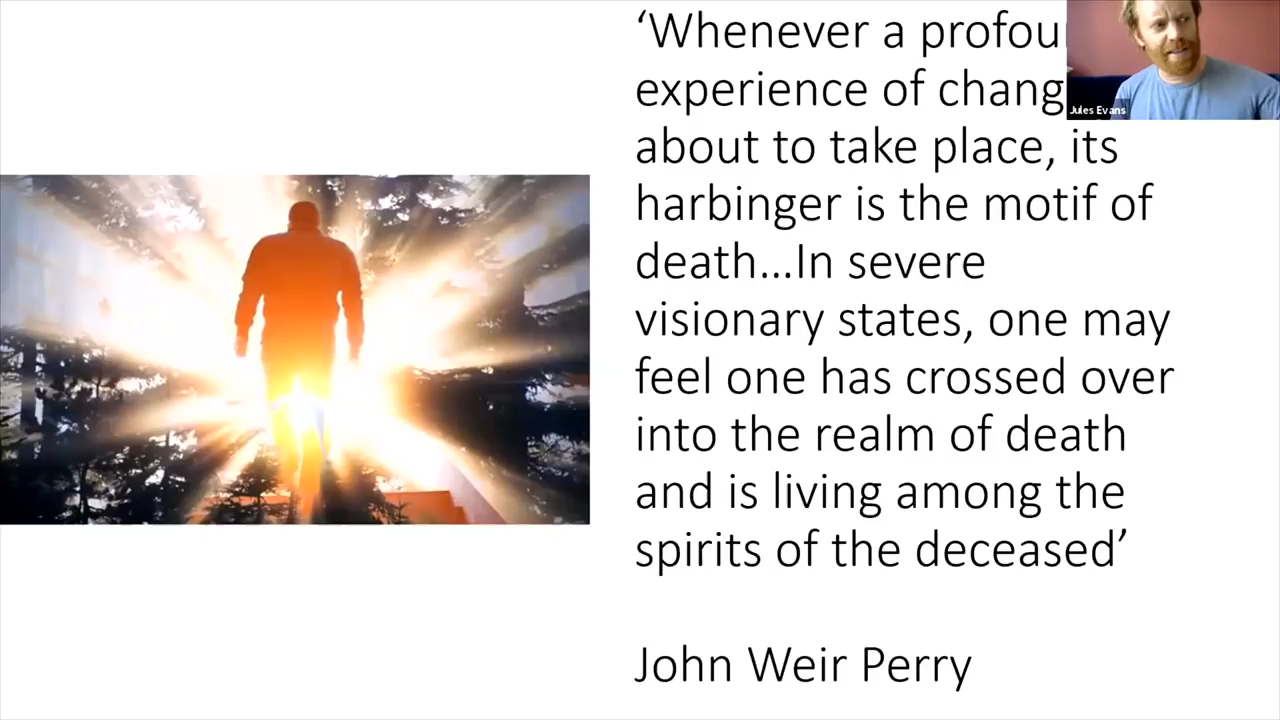 ‘Whenever a
experience of
about to take place, its
harbinger is the motif of
death...In severe
visionary states, one may
feel one has crossed over
into the realm of death
and is living among the
spirits of the deceased’
John Weir Perry
Jules Evans